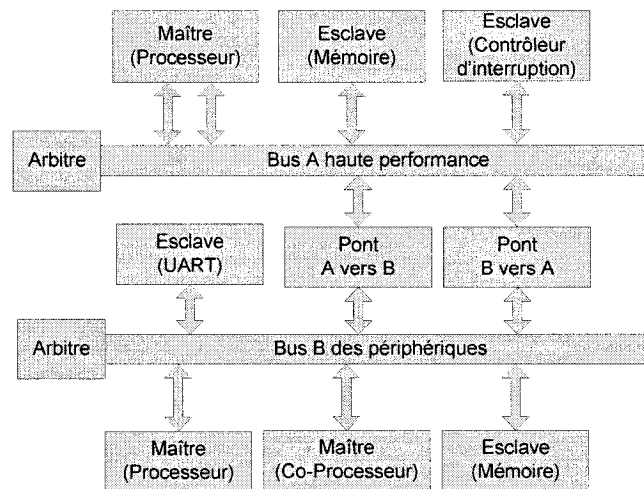 Maître
(Processeur)
Esclave
(Mémoire)
Esclave
(Contrôleur
d'interruption)
Arbitre
Bus A haute performance
Esclave
(UART)
Pont
A vers B
Pont
B vers A
Arbitre
Bus B des périphériques
Maître
(Processeur)
Maître
(Co-Processeur)
Esclave
(Mémoire)